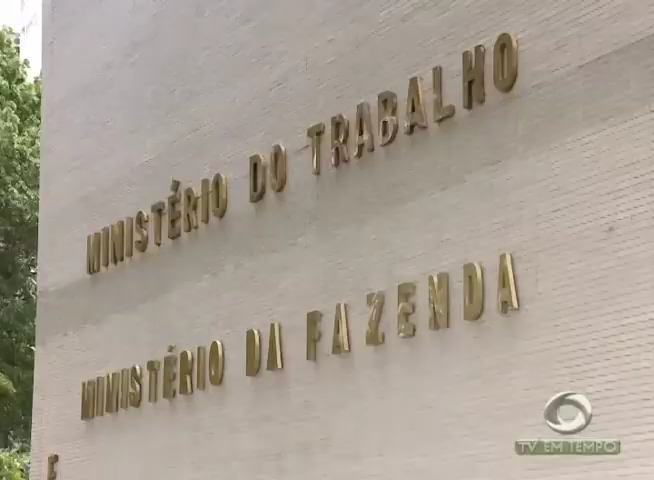 MINISTÉRIO DO TRABALHO
MINISTÉRIO DA FAZENDA
E
TV EM TEMPO